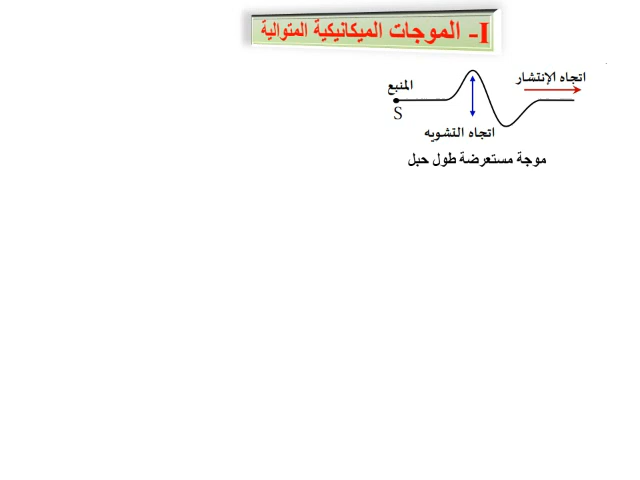 I- الموجات الميكانيكية المتوالية
اتجاه الإنتشار
المنبع
S
اتجاه التشويه
موجة مستعرضة طول حبل